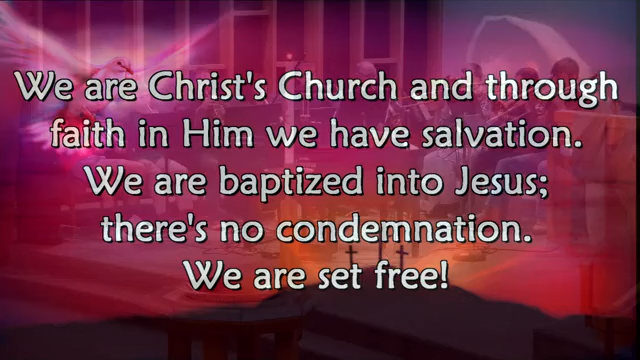 We are Christ's Church and through
faith in Him we have salvation.
We are baptized into Jesus;
there's no condemnation.
We are set free!